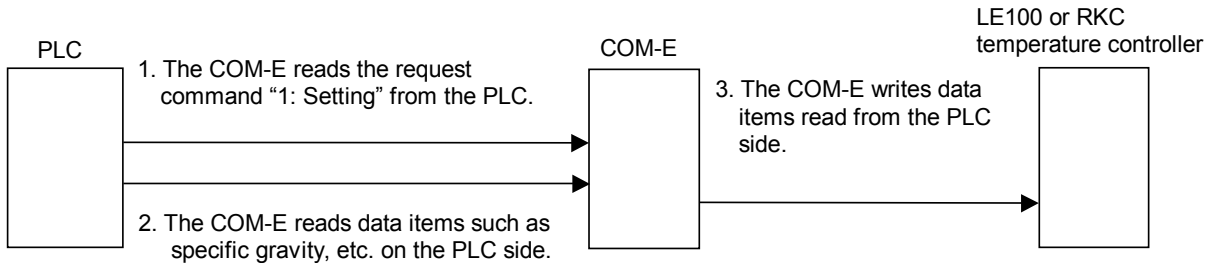 PLC
1. The COM-E reads the request
command “1: Setting” from the PLC.
2. The COM-E reads data items such as
specific gravity, etc. on the PLC side.
COM-E
3. The COM-E writes data
items read from the PLC
side.
LE100 or RKC
temperature controller